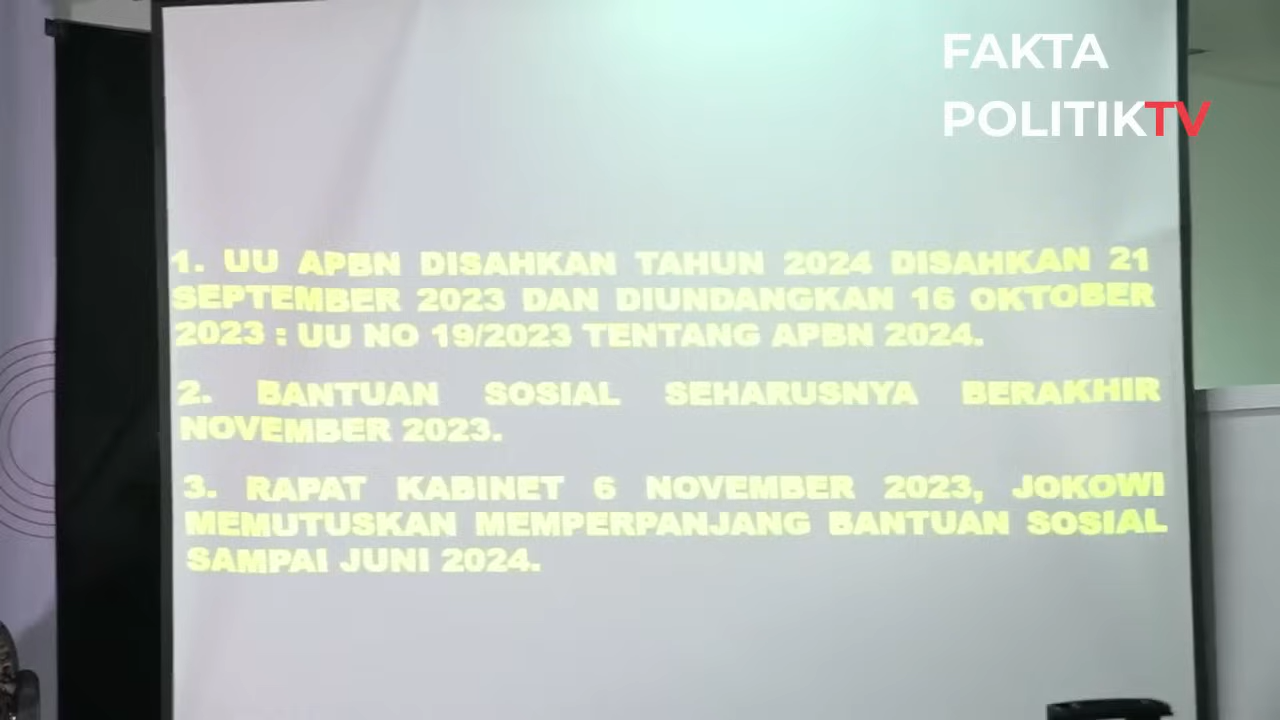 FAKTA
POLITIKTV
1. UU APBN DISAHKAN TAHUN 2024 DISAHKAN 21
SEPTEMBER 2023 DAN DIUNDANGKAN 16 OKTOBER
2023 : UU NO 19/2023 TENTANG APBN 2024.
2. BANTUAN SOSIAL SEHARUSNYA BERAKHIR
NOVEMBER 2023.
3. RAPAT KABINET 6 NOVEMBER 2023, JOKOWI
MEMUTUSKAN MEMPERPANJANG BANTUAN SOSIAL
SAMPAI JUNI 2024.